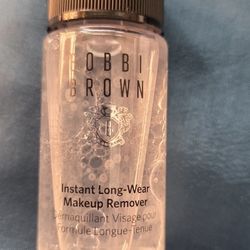 BOBBI
BROWN
Instant Long-Wear
Makeup Remover
Démaquillant Visage pour
Formule Longue-Tenue